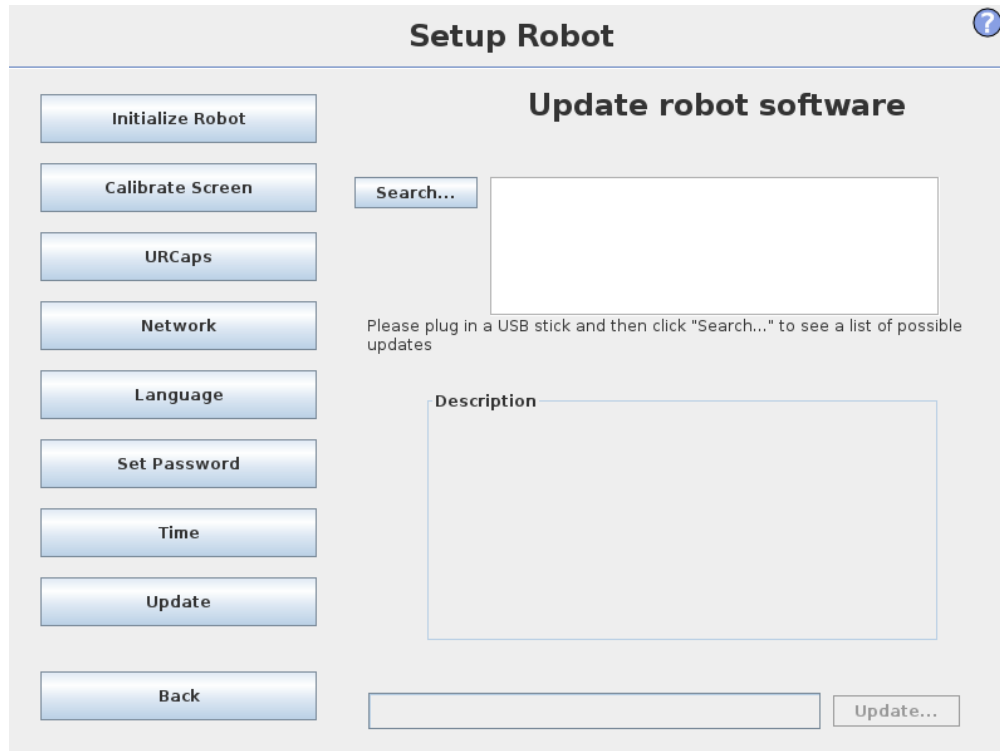 Setup Robot
?
Initialize Robot
Calibrate Screen
URCaps
Network
Language
Set Password
Time
Update
Back
Update robot software
Search...
Please plug in a USB stick and then click "Search..." to see a list of possible
updates
Description
Update...